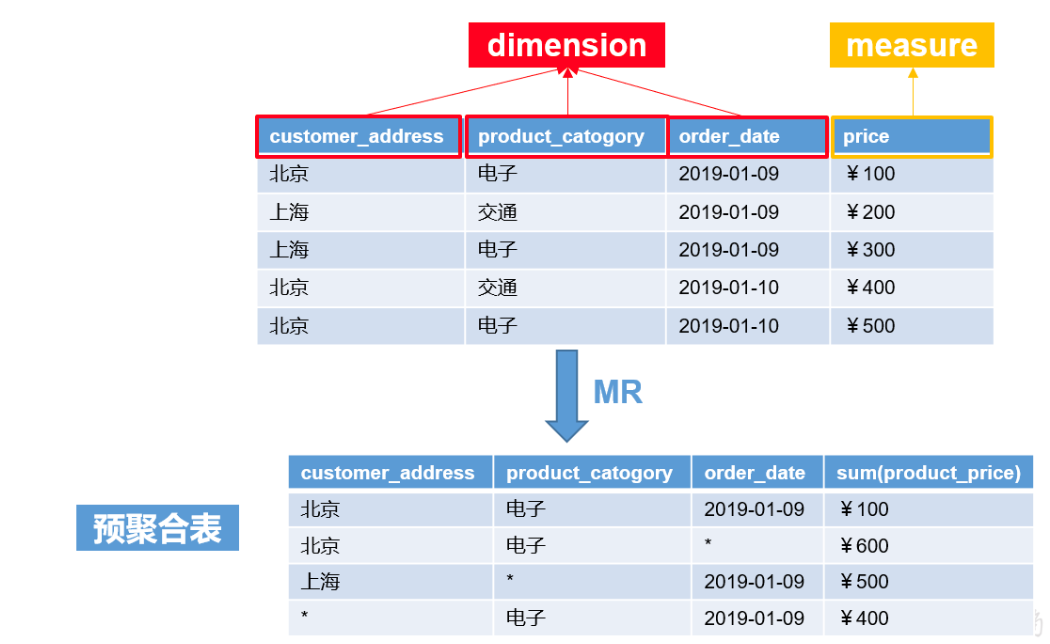 dimension measure
customer_address product_catogory order_date price
北京 电子 2019-01-09 ￥100
上海 交通 2019-01-09 ￥200
上海 电子 2019-01-09 ￥300
北京 交通 2019-01-10 ￥400
北京 电子 2019-01-10 ￥500
MR
customer_address product_catogory order_date sum(product_price)
预聚合表
北京 电子 2019-01-09 ￥100
北京 电子 * ￥600
上海 * 2019-01-09 ￥500
* 电子 2019-01-09 ￥400